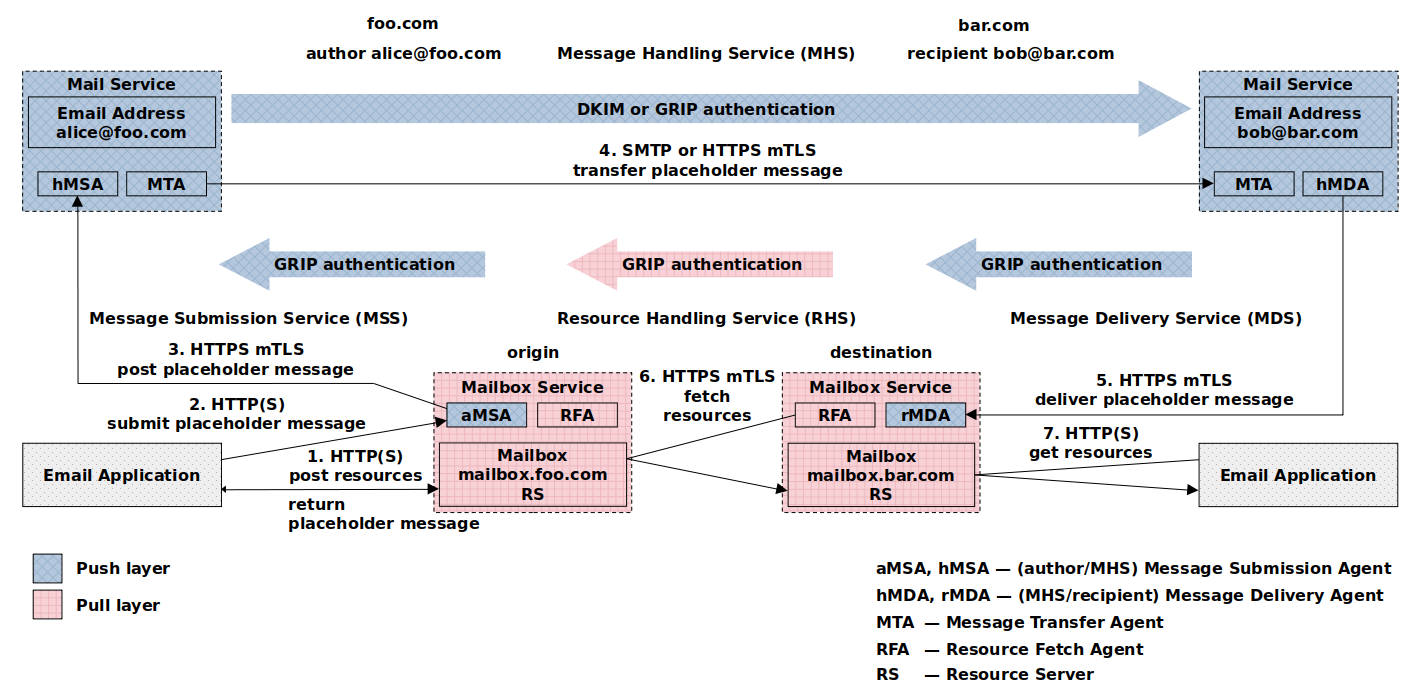 foo.com
bar.com
author alice@foo.com
Message Handling Service (MHS)
recipient bob@bar.com
Mail Service
Email Address
alice@foo.com
hMSA
MTA
DKIM or GRIP authentication
4. SMTP or HTTPS mTLS
transfer placeholder message
Mail Service
Email Address
bob@bar.com
MTA
hMDA
GRIP authentication
GRIP authentication
GRIP authentication
Message Submission Service (MSS)
Resource Handling Service (RHS)
Message Delivery Service (MDS)
3. HTTPS mTLS
post placeholder message
origin
destination
2. HTTP(S)
submit placeholder message
Mailbox Service
aMSA
RFA
Mailbox
mailbox.foo.com
RS
6. HTTPS mTLS
fetch
resources
Mailbox Service
RFA
rMDA
Mailbox
mailbox.bar.com
RS
5. HTTPS mTLS
deliver placeholder message
Email Application
1. HTTP(S)
post resources
return
placeholder message
7. HTTP(S)
get resources
Email Application
Push layer
Pull layer
aMSA, hMSA — (author/MHS) Message Submission Agent
hMDA, rMDA — (MHS/recipient) Message Delivery Agent
MTA — Message Transfer Agent
RFA — Resource Fetch Agent
RS — Resource Server